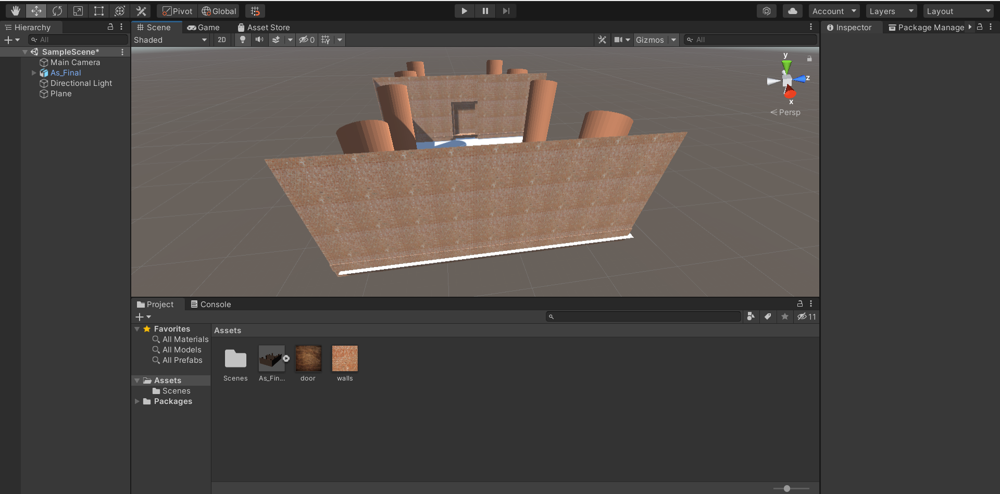 Pivot Global Account Layers Layout
Hierarchy Scene Game Asset Store Inspector Package Manage
All Shaded 2D 0 Gizmos All
SampleScene*
Main Camera
As_Final
Directional Light
Plane
y
z
x
Persp
Project Console
11
Favorites Assets
All Materials
All Models
All Prefabs
Scenes As_Fin... door walls
Assets
Scenes
Packages